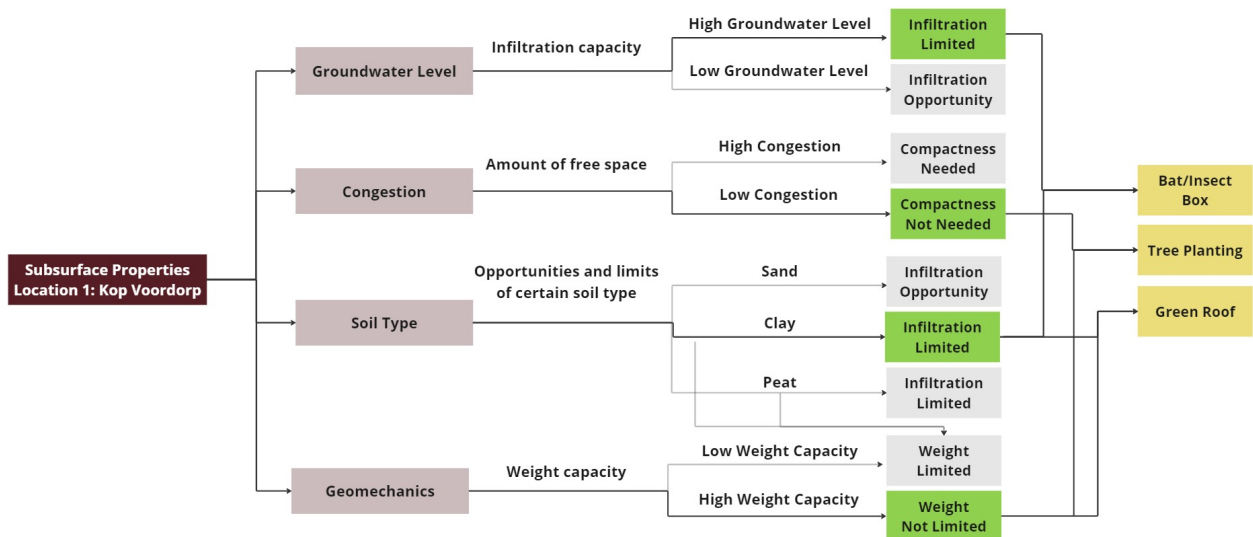 Subsurface Properties
Location 1: Kop Voordorp
Groundwater Level
Infiltration capacity
High Groundwater Level
Infiltration
Limited
Low Groundwater Level
Infiltration
Opportunity
Congestion
Amount of free space
High Congestion
Compactness
Needed
Low Congestion
Compactness
Not Needed
Soil Type
Opportunities and limits
of certain soil type
Sand
Infiltration
Opportunity
Clay
Infiltration
Limited
Peat
Infiltration
Limited
Geomechanics
Weight capacity
Low Weight Capacity
Weight
Limited
High Weight Capacity
Weight
Not Limited
Bat/Insect
Box
Tree Planting
Green Roof